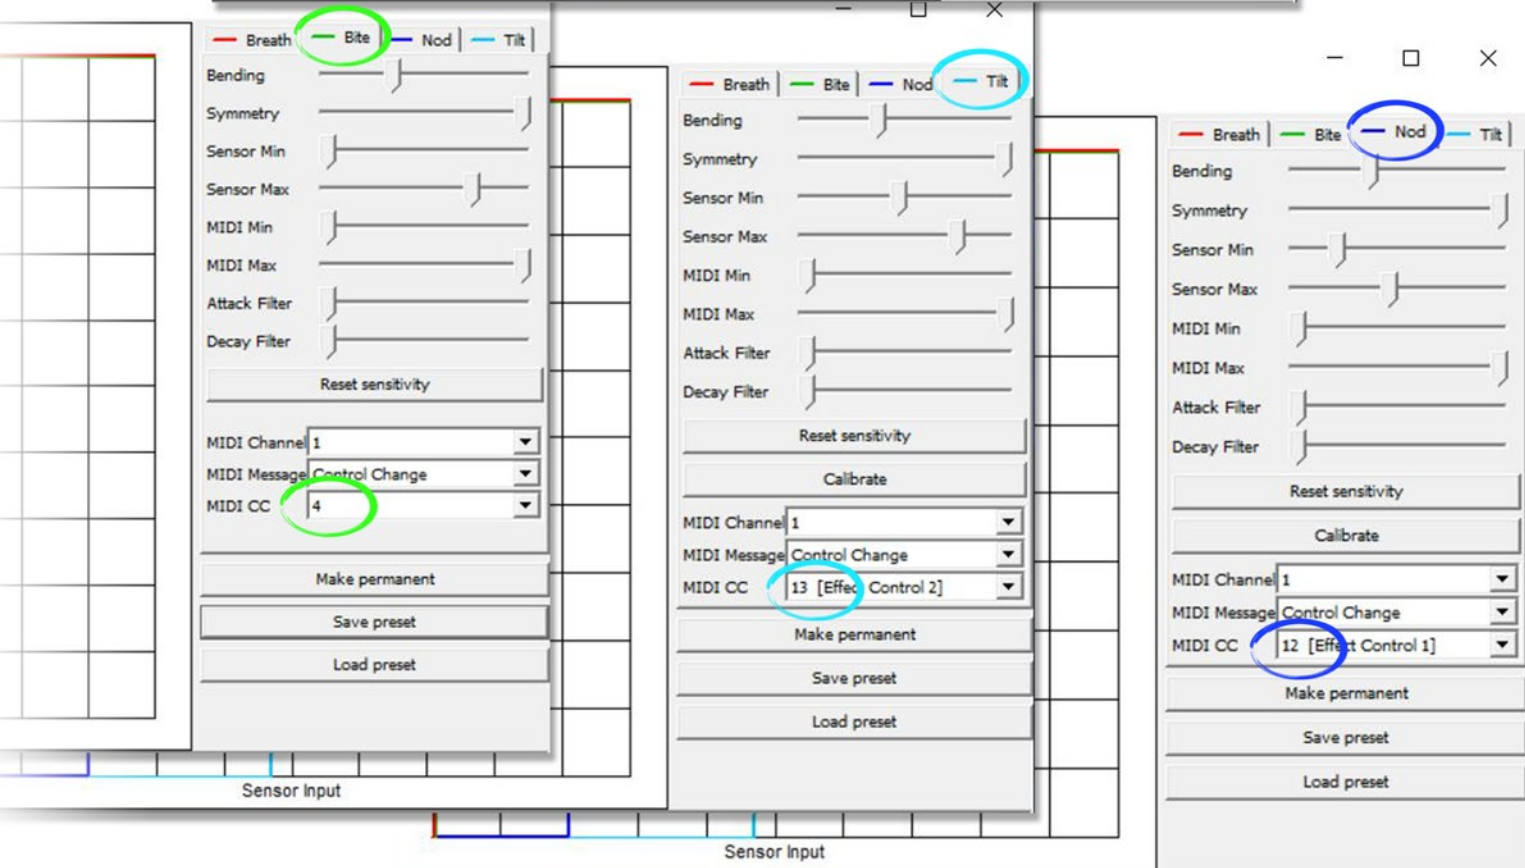 Breath Bite Nod Tilt
Bending
Symmetry
Sensor Min
Sensor Max
MIDI Min
MIDI Max
Attack Filter
Decay Filter
Reset sensitivity
MIDI Channel 1
MIDI Message Control Change
MIDI CC 4
Make permanent
Save preset
Load preset
Sensor Input
Breath Bite Nod Tilt
Bending
Symmetry
Sensor Min
Sensor Max
MIDI Min
MIDI Max
Attack Filter
Decay Filter
Reset sensitivity
Calibrate
MIDI Channel 1
MIDI Message Control Change
MIDI CC 13 [Effect Control 2]
Make permanent
Save preset
Load preset
Sensor Input
Breath Bite Nod Tilt
Bending
Symmetry
Sensor Min
Sensor Max
MIDI Min
MIDI Max
Attack Filter
Decay Filter
Reset sensitivity
Calibrate
MIDI Channel 1
MIDI Message Control Change
MIDI CC 12 [Effect Control 1]
Make permanent
Save preset
Load preset